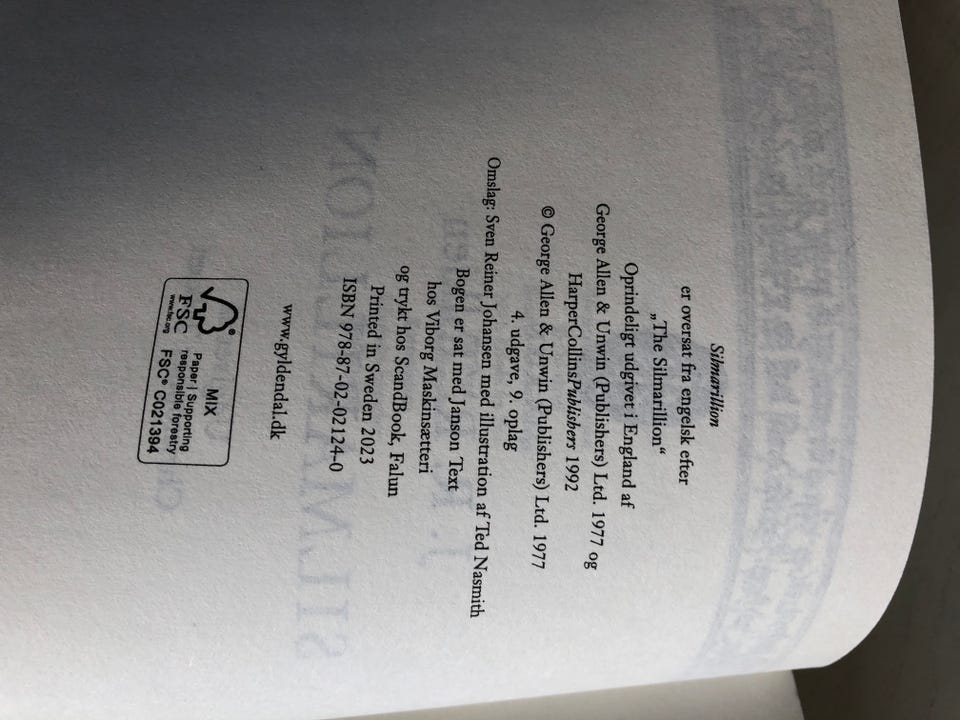 Silmarillion
er oversat fra engelsk efter
„The Silmarillion“
Oprindeligt udgivet i England af
George Allen & Unwin (Publishers) Ltd. 1977 og
HarperCollinsPublishers 1992
© George Allen & Unwin (Publishers) Ltd. 1977
4. udgave, 9. oplag
Omslag: Sven Reiner Johansen med illustration af Ted Nasmith
Bogen er sat med Janson Text
hos Viborg Maskinsætteri
og trykt hos ScandBook, Falun
Printed in Sweden 2023
ISBN 978-87-02-02124-0
www.gyldendal.dk
MIX
Paper | Supporting
responsible forestry
FSC® C021394
FSC
www.fsc.org